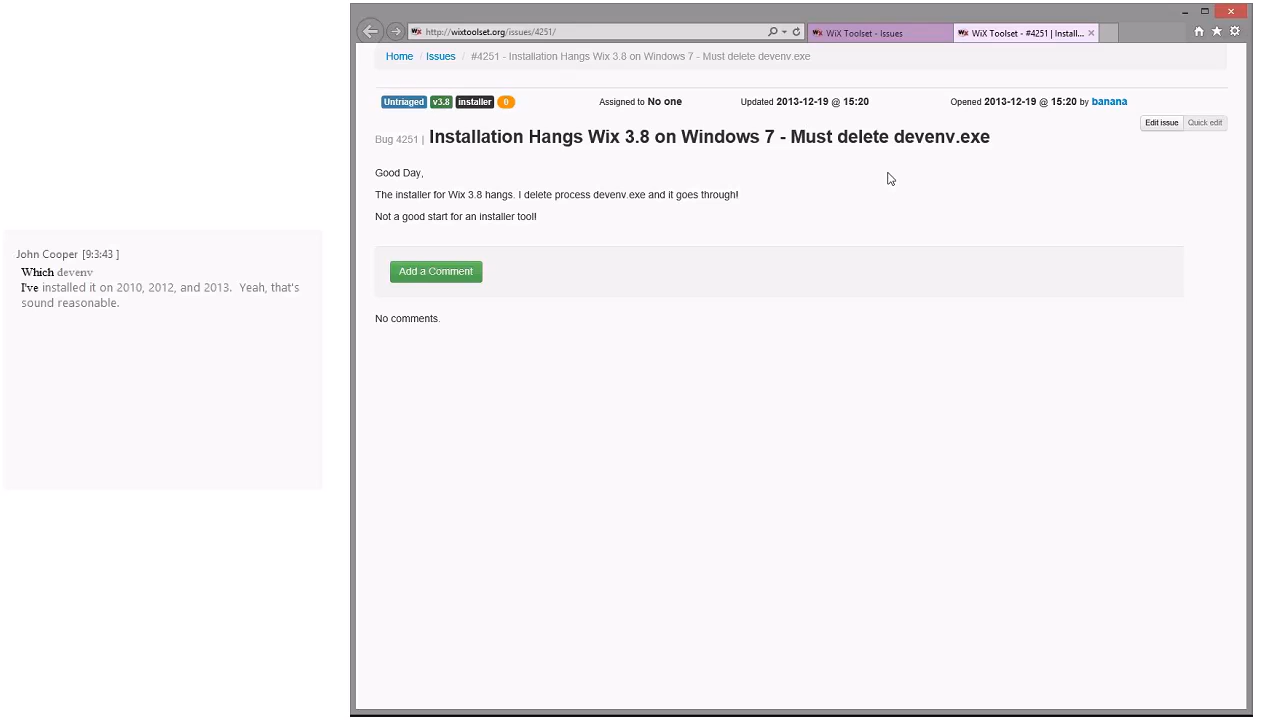 http://wixtoolset.org/issues/4251/
WiX Toolset - Issues
WiX Toolset - #4251 | Install...
Home / Issues / #4251 - Installation Hangs Wix 3.8 on Windows 7 - Must delete devenv.exe
Untriaged v3.8 installer 0 Assigned to No one Updated 2013-12-19 @ 15:20 Opened 2013-12-19 @ 15:20 by banana
Edit issue Quick edit
Bug 4251 | Installation Hangs Wix 3.8 on Windows 7 - Must delete devenv.exe
Good Day,
The installer for Wix 3.8 hangs. I delete process devenv.exe and it goes through!
Not a good start for an installer tool!
Add a Comment
No comments.
John Cooper [9:3:43 ]
Which devenv
I've installed it on 2010, 2012, and 2013. Yeah, that's
sound reasonable.